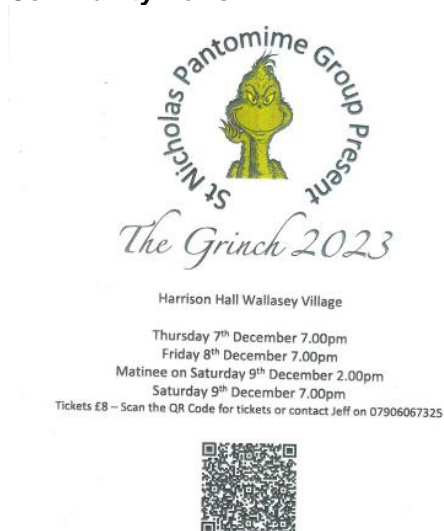 St Nicholas Pantomime Group Present
The Grinch 2023
Harrison Hall Wallasey Village
Thursday 7th December 7.00pm
Friday 8th December 7.00pm
Matinee on Saturday 9th December 2.00pm
Saturday 9th December 7.00pm
Tickets £8 – Scan the QR Code for tickets or contact Jeff on 07906067325